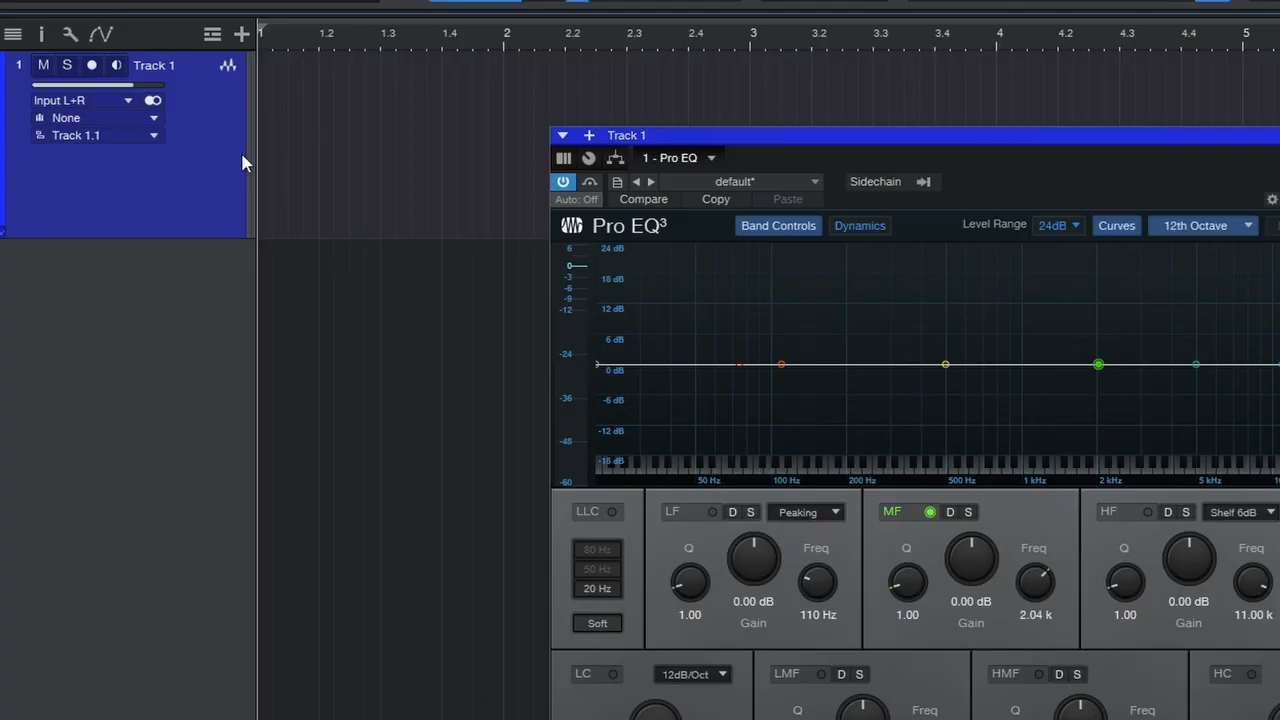 1 1.2 1.3 1.4 2 2.2 2.3 2.4 3 3.2 3.3 3.4 4 4.2 4.3 4.4 5
1 M S Track 1
Input L+R
None
Track 1.1
Track 1
1 - Pro EQ
default* Sidechain
Auto: Off Compare Copy Paste
Pro EQ³ Band Controls Dynamics Level Range 24dB Curves 12th Octave
6 24 dB
0
-3 18 dB
-6
-9
-12 12 dB
6 dB
-24
0 dB
-36 -6 dB
-12 dB
-48
-18 dB
-60 50 Hz 100 Hz 200 Hz 500 Hz 1 kHz 2 kHz 5 kHz
LLC LF D S Peaking MF D S HF D S Shelf 6dB
80 Hz Q Freq Q Freq Q Freq
50 Hz
20 Hz 0.00 dB 0.00 dB 0.00 dB
1.00 110 Hz 1.00 2.04 k 1.00 11.00 k
Soft Gain Gain Gain
LC 12dB/Oct LMF D S HMF D S HC
Q Freq Q Freq